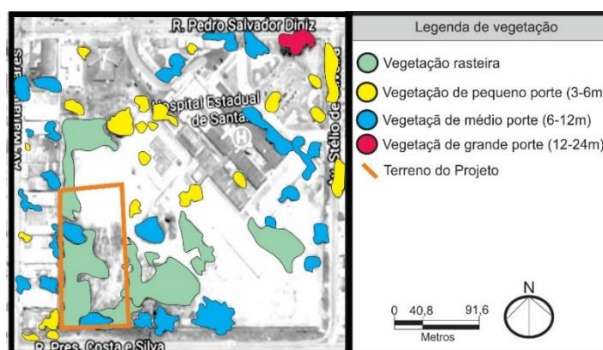 R. Pedro Salvador Diniz
Hospital Estadual
de Santa
H
R. Pres. Costa e Silva
Legenda de vegetação
Vegetação rasteira
Vegetação de pequeno porte (3-6m
Vegetaçã de médio porte (6-12m)
Vegetaçã de grande porte (12-24m)
Terreno do Projeto
N
0 40,8 91,6
Metros